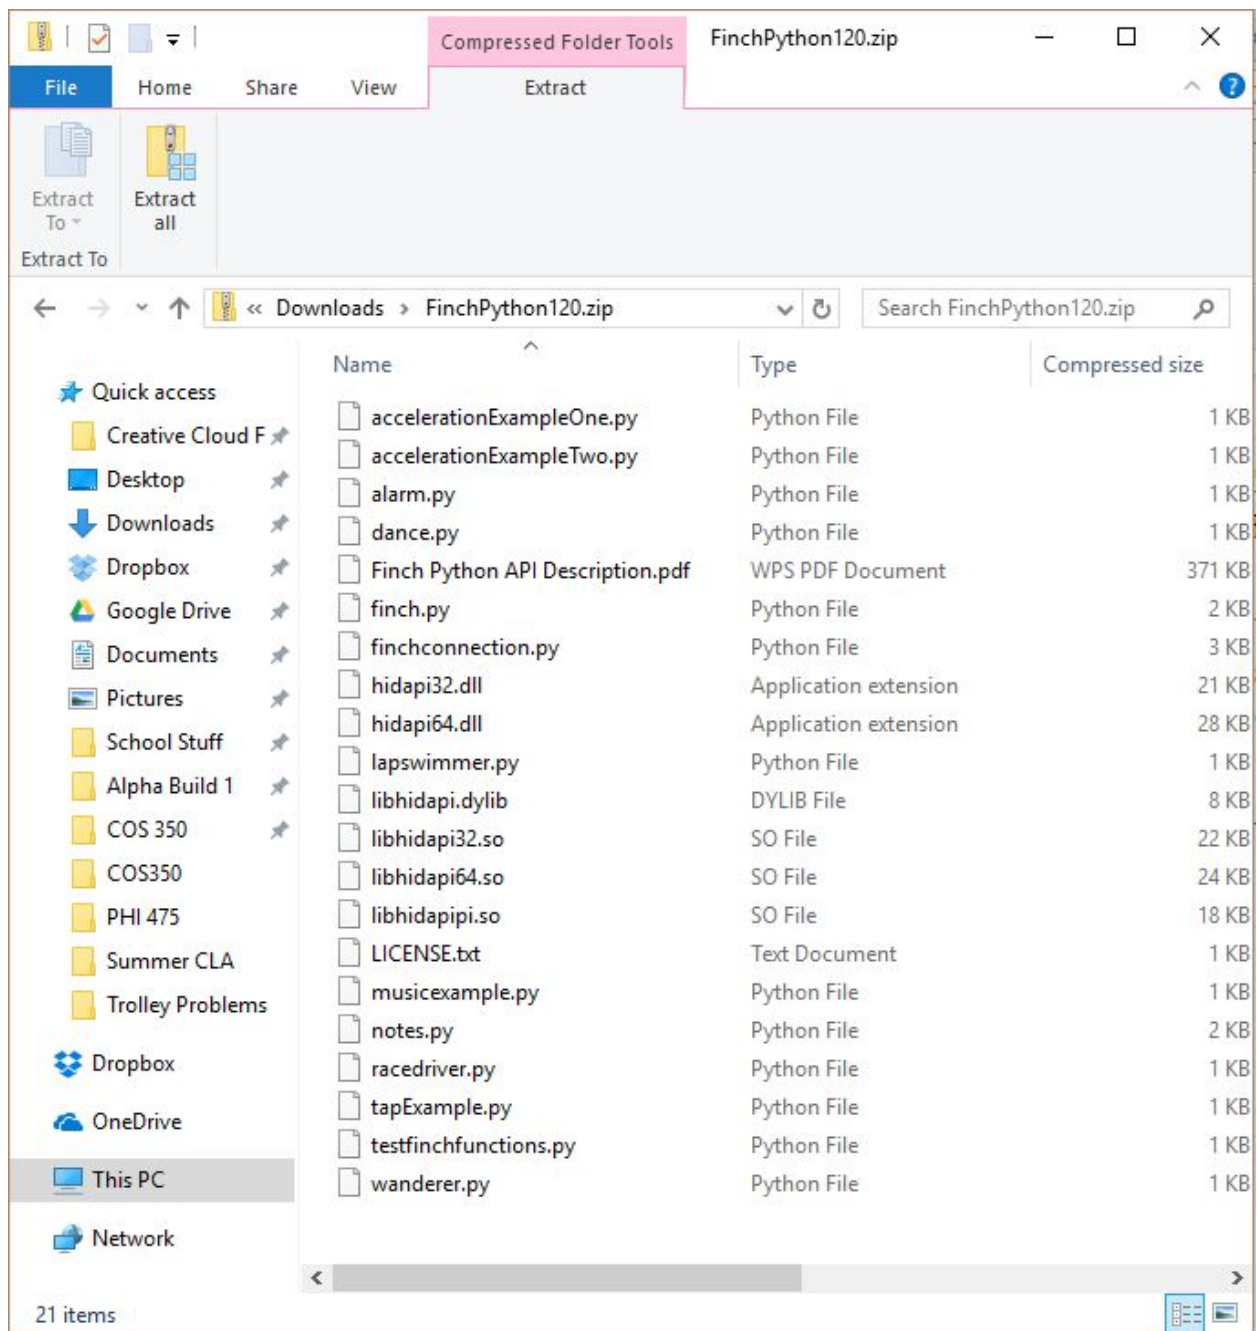 Compressed Folder Tools FinchPython120.zip
File Home Share View Extract
Extract To Extract all
Extract To
« Downloads > FinchPython120.zip Search FinchPython120.zip
Name Type Compressed size
Quick access
Creative Cloud F
Desktop
Downloads
Dropbox
Google Drive
Documents
Pictures
School Stuff
Alpha Build 1
COS 350
COS350
PHI 475
Summer CLA
Trolley Problems
Dropbox
OneDrive
This PC
Network
accelerationExampleOne.py Python File 1 KB
accelerationExampleTwo.py Python File 1 KB
alarm.py Python File 1 KB
dance.py Python File 1 KB
Finch Python API Description.pdf WPS PDF Document 371 KB
finch.py Python File 2 KB
finchconnection.py Python File 3 KB
hidapi32.dll Application extension 21 KB
hidapi64.dll Application extension 28 KB
lapswimmer.py Python File 1 KB
libhidapi.dylib DYLIB File 8 KB
libhidapi32.so SO File 22 KB
libhidapi64.so SO File 24 KB
libhidapipi.so SO File 18 KB
LICENSE.txt Text Document 1 KB
musicexample.py Python File 1 KB
notes.py Python File 2 KB
racedriver.py Python File 1 KB
tapExample.py Python File 1 KB
testfinchfunctions.py Python File 1 KB
wanderer.py Python File 1 KB
21 items